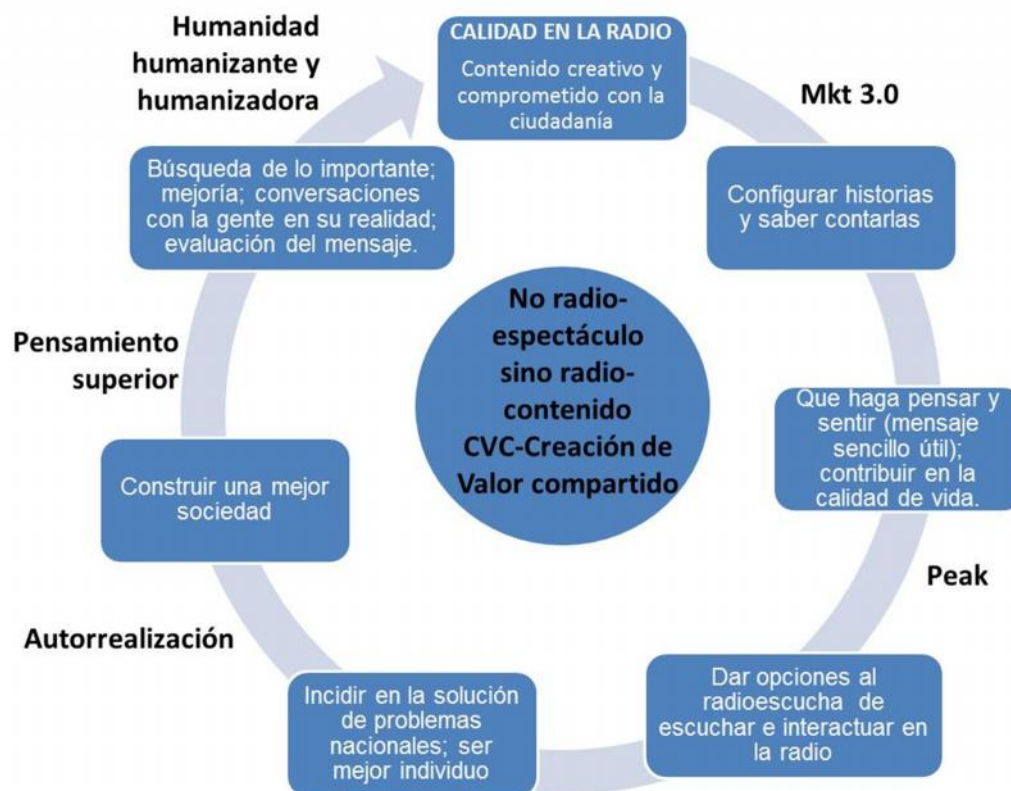 Humanidad
humanizante y
humanizadora
CALIDAD EN LA RADIO
Contenido creativo y
comprometido con la
ciudadanía
Mkt 3.0
Configurar historias
y saber contarlas
Que haga pensar y
sentir (mensaje
sencillo útil);
contribuir en la
calidad de vida.
Peak
Dar opciones al
radioescucha de
escuchar e interactuar en
la radio
Incidir en la solución
de problemas
nacionales; ser
mejor individuo
Autorrealización
Construir una mejor
sociedad
Pensamiento
superior
Búsqueda de lo importante;
mejoría; conversaciones
con la gente en su realidad;
evaluación del mensaje.
No radio-
espectáculo
sino radio-
contenido
CVC-Creación de
Valor compartido